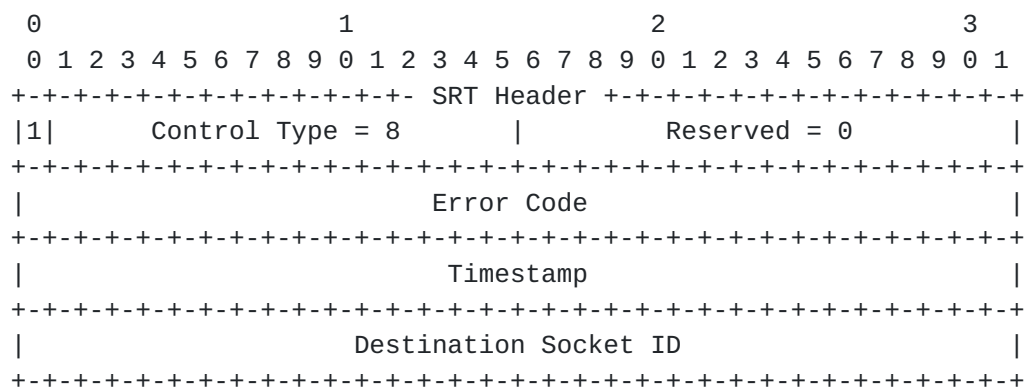 0                   1                   2                   3
 0 1 2 3 4 5 6 7 8 9 0 1 2 3 4 5 6 7 8 9 0 1 2 3 4 5 6 7 8 9 0 1
+-+-+-+-+-+-+-+-+-+-+-+-+- SRT Header +-+-+-+-+-+-+-+-+-+-+-+-+-+
|1|      Control Type = 8       |         Reserved = 0          |
+-+-+-+-+-+-+-+-+-+-+-+-+-+-+-+-+-+-+-+-+-+-+-+-+-+-+-+-+-+-+-+-+
|                          Error Code                           |
+-+-+-+-+-+-+-+-+-+-+-+-+-+-+-+-+-+-+-+-+-+-+-+-+-+-+-+-+-+-+-+-+
|                           Timestamp                           |
+-+-+-+-+-+-+-+-+-+-+-+-+-+-+-+-+-+-+-+-+-+-+-+-+-+-+-+-+-+-+-+-+
|                     Destination Socket ID                     |
+-+-+-+-+-+-+-+-+-+-+-+-+-+-+-+-+-+-+-+-+-+-+-+-+-+-+-+-+-+-+-+-+